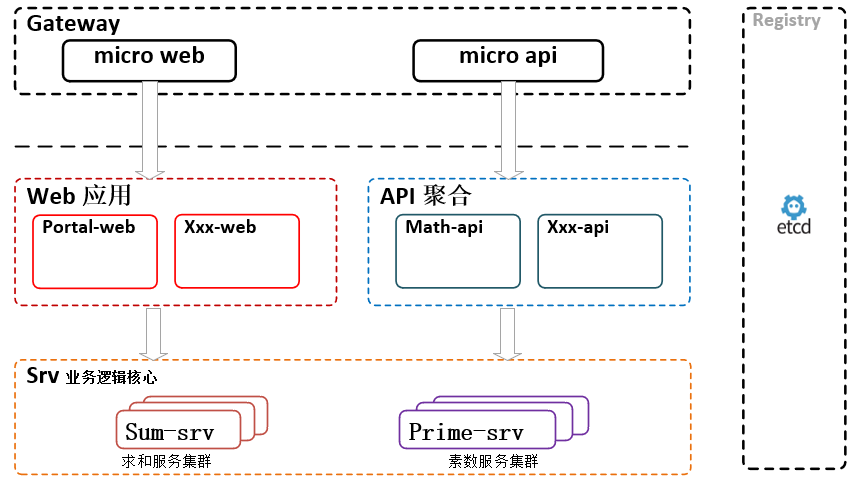 Gateway
Registry
micro web
micro api
Web 应用
API 聚合
Portal-web
Xxx-web
Math-api
Xxx-api
etcd
Srv 业务逻辑核心
Sum-srv
Prime-srv
求和服务集群
素数服务集群